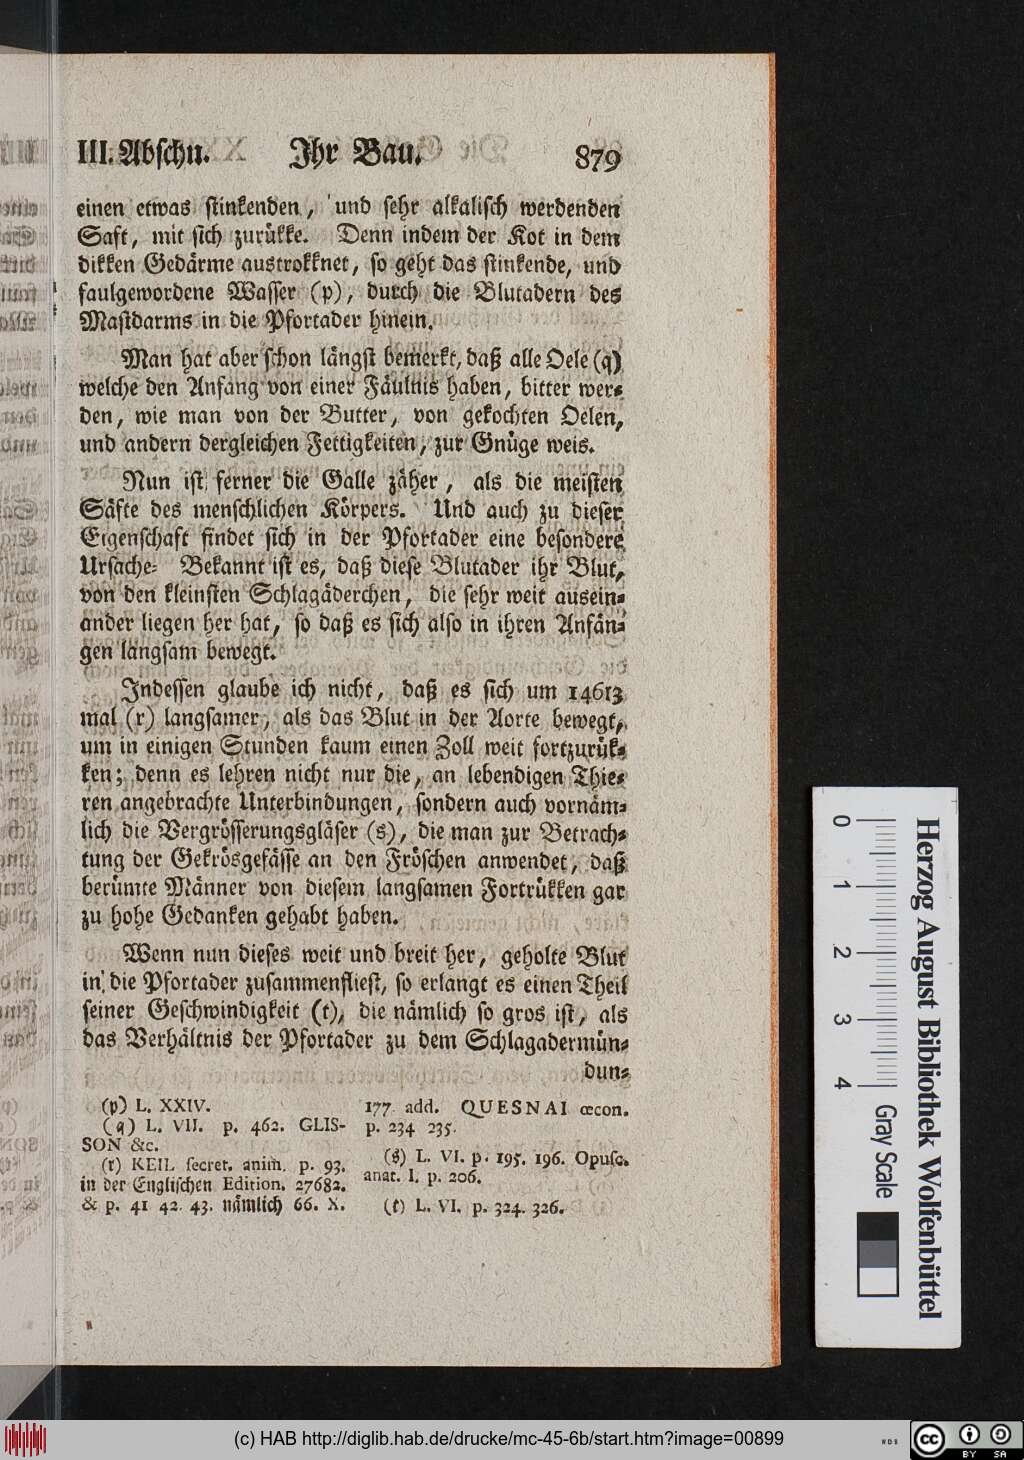 III. Abschn. Ihr Bau. 879
einen etwas stinkenden, und sehr alkalisch werdenden
Saft, mit sich zurükke. Denn indem der Kot in dem
dikken Gedärme austrokknet, so geht das stinkende, und
faulgewordene Wasser (p), durch die Blutadern des
Mastdarms in die Pfortader hinein.
Man hat aber schon längst bemerkt, daß alle Oele (q)
welche den Anfang von einer Fäulnis haben, bitter wer-
den, wie man von der Butter, von gekochten Oelen,
und andern dergleichen Fettigkeiten, zur Gnüge weis.
Nun ist ferner die Galle zäher, als die meisten
Säfte des menschlichen Körpers. Und auch zu dieser
Eigenschaft findet sich in der Pfortader eine besondere
Ursache. Bekannt ist es, daß diese Blutader ihr Blut,
von den kleinsten Schlagäderchen, die sehr weit ausein-
ander liegen her hat, so daß es sich also in ihren Anfän-
gen langsam bewegt.
Indessen glaube ich nicht, daß es sich um 14613
mal (r) langsamer, als das Blut in der Aorte bewegt,
um in einigen Stunden kaum einen Zoll weit fortzurük-
ken; denn es lehren nicht nur die, an lebendigen Thie-
ren angebrachte Unterbindungen, sondern auch vornäm-
lich die Vergrösserungsgläser (s), die man zur Betrach-
tung der Gekrösgefässe an den Fröschen anwendet, daß
berümte Männer von diesem langsamen Fortrükken gar
zu hohe Gedanken gehabt haben.
Wenn nun dieses weit und breit her, geholte Blut
in die Pfortader zusammenfliest, so erlangt es einen Theil
seiner Geschwindigkeit (t), die nämlich so gros ist, als
das Verhältnis der Pfortader zu dem Schlagadermün-
dun-
(p) L. XXIV.
(q) L. VII. p. 462. GLIS-
SON &c.
(r) KEIL secret. anim. p. 93.
in der Englischen Edition. 27682.
& p. 41 42. 43. nämlich 66. X.
177 add. QUESNAI œcon.
p. 234 235.
(s) L. VI. p. 195. 196. Opusc.
anat. I. p. 206.
(t) L. VI. p. 324. 326.
0 1 2 3 4
Gray Scale
Herzog August Bibliothek Wolfenbüttel
(c) HAB http://diglib.hab.de/drucke/mc-45-6b/start.htm?image=00899
cc BY SA